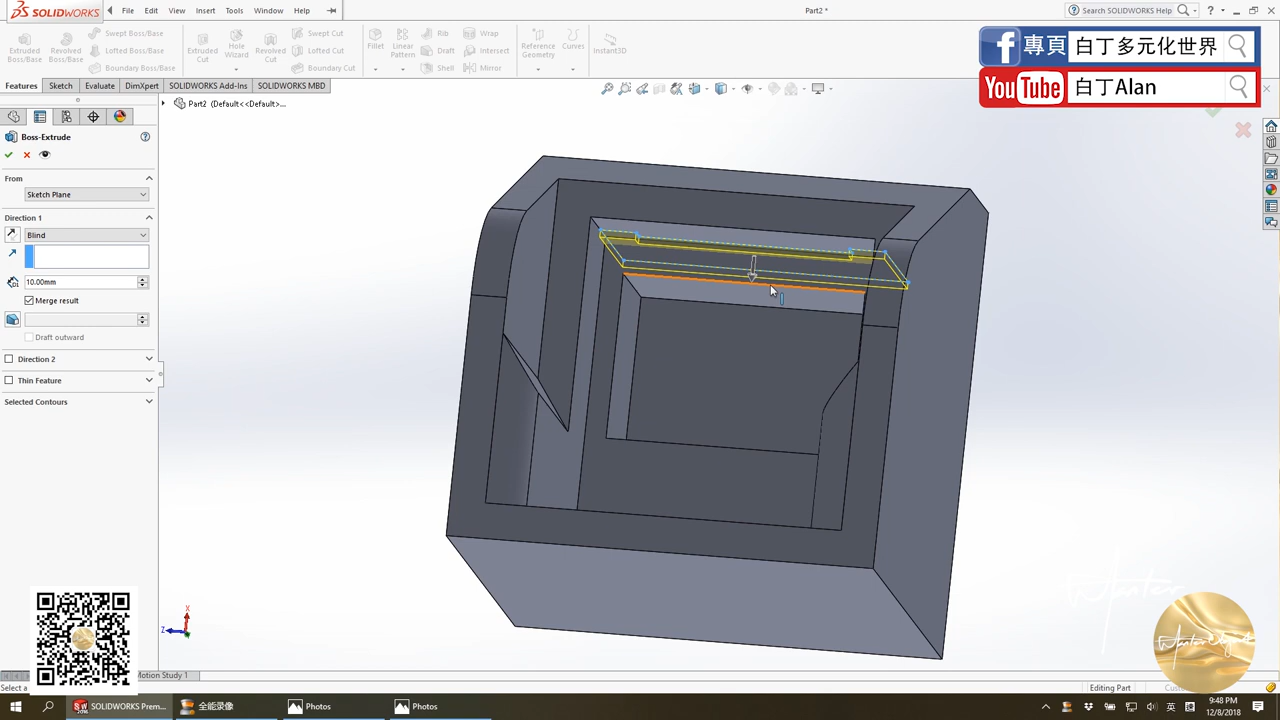 SOLIDWORKS File Edit View Insert Tools Window Help Part2 * Search SOLIDWORKS Help
Extruded Boss/Base
Revolved Boss/Base
Swept Boss/Base
Lofted Boss/Base
Boundary Boss/Base
Extruded Cut
Hole Wizard
Revolved Cut
Swept Cut
Lofted Cut
Boundary Cut
Fillet
Linear Pattern
Rib
Draft
Shell
Wrap
Intersect
Mirror
Reference Geometry
Curves
Instant3D
專頁 白丁多元化世界
YouTube 白丁Alan
Features Sketch Evaluate DimXpert SOLIDWORKS Add-Ins SOLIDWORKS MBD
Part2 (Default<<Default>...
Boss-Extrude
From
Sketch Plane
Direction 1
Blind
10.00mm
Merge result
Draft outward
Direction 2
Thin Feature
Selected Contours
X
Z
Motion Study 1
Select a
Editing Part
SOLIDWORKS Prem...
全能录像
Photos
Photos
英
9:48 PM
12/8/2018